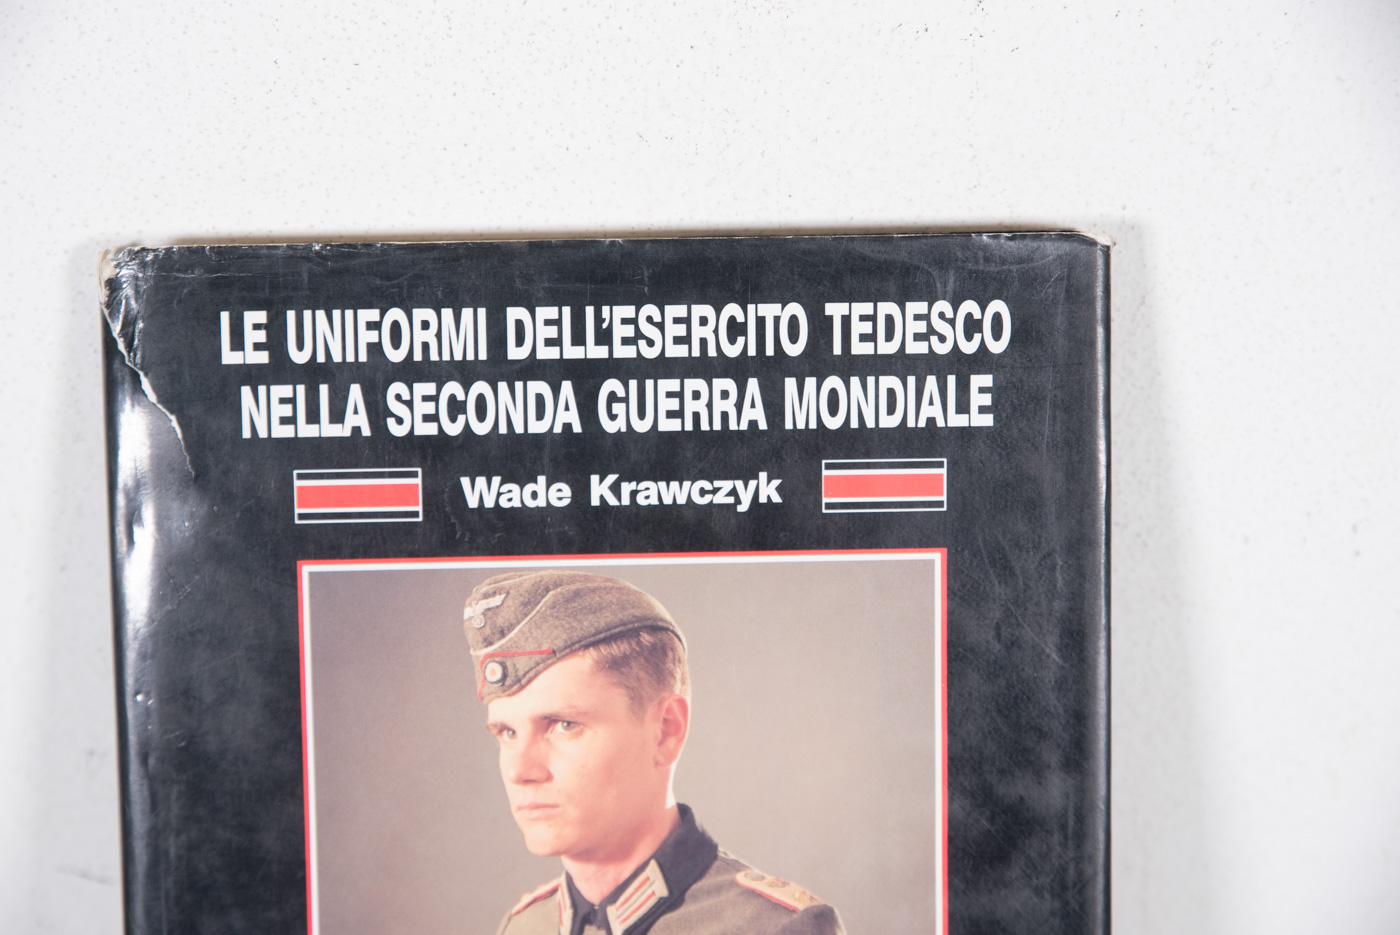 LE UNIFORMI DELL'ESERCITO TEDESCO
NELLA SECONDA GUERRA MONDIALE
Wade Krawczyk